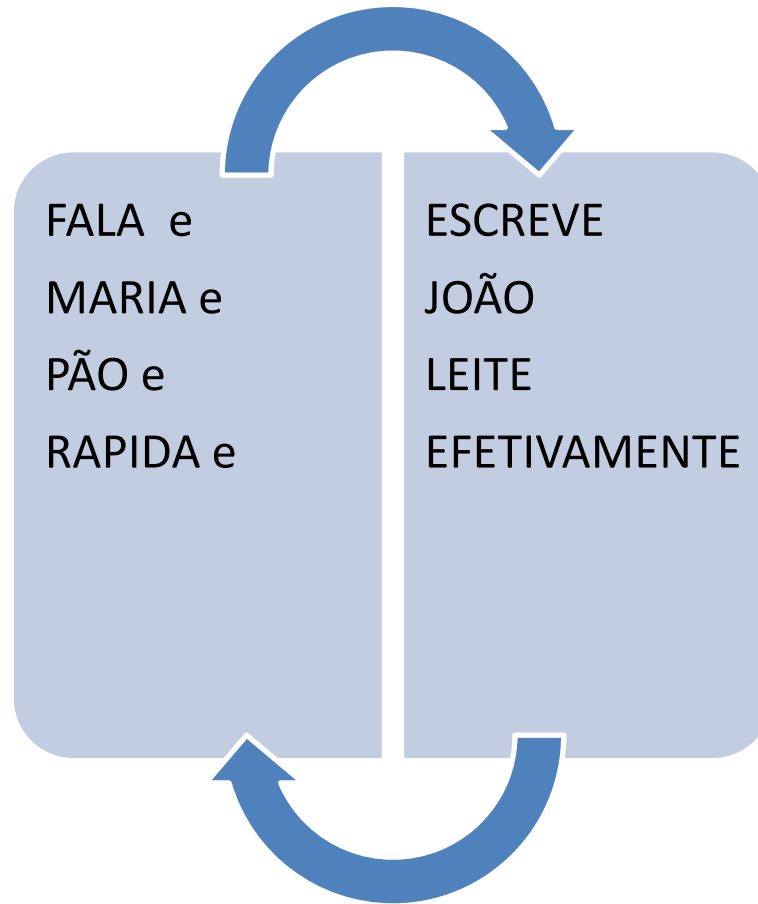 FALA e
MARIA e
PÃO e
RAPIDA e
ESCREVE
JOÃO
LEITE
EFETIVAMENTE